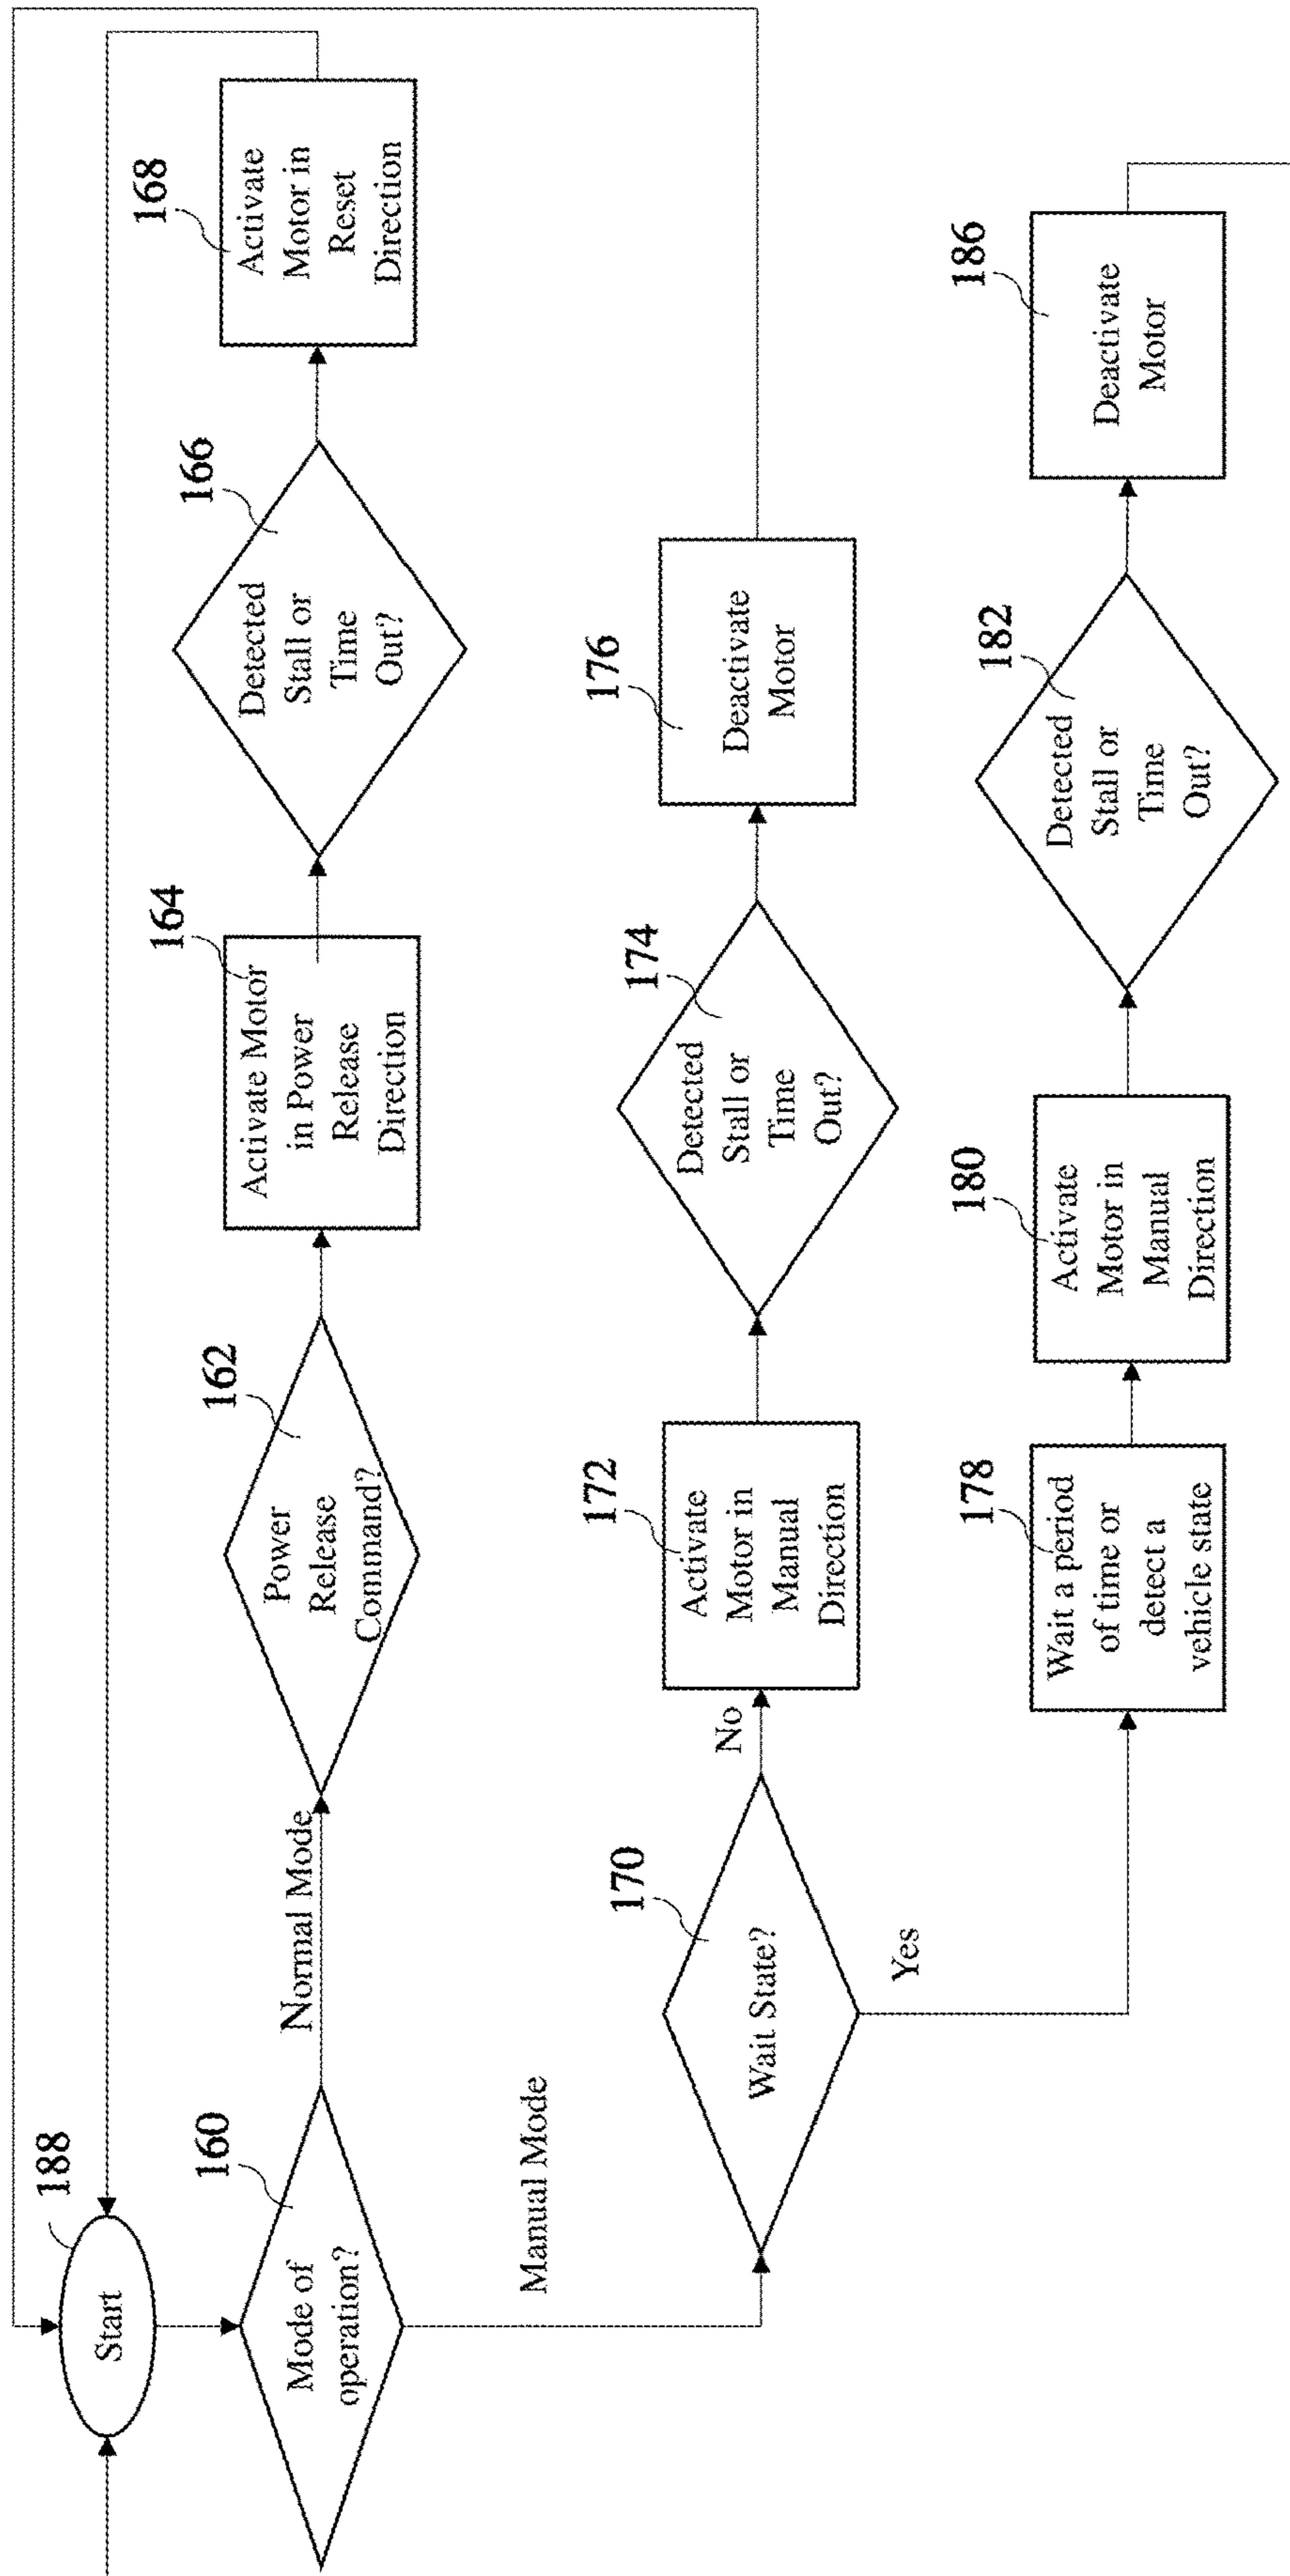 188
Start
160
Mode of
operation?
Normal Mode
162
Power
Release
Command?
164
Activate Motor
in Power
Release
Direction
166
Detected
Stall or
Time
Out?
168
Activate
Motor in
Reset
Direction
Manual Mode
170
Wait State?
No
172
Activate
Motor in
Manual
Direction
174
Detected
Stall or
Time
Out?
176
Deactivate
Motor
Yes
178
Wait a period
of time or
detect a
vehicle state
180
Activate
Motor in
Manual
Direction
182
Detected
Stall or
Time
Out?
186
Deactivate
Motor